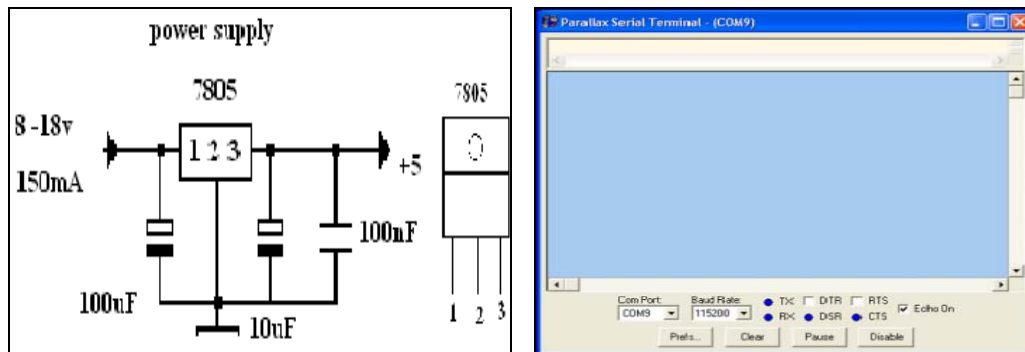 power supply
7805
8-18v
1 2 3
+5
150mA
100nF
100uF
10uF
7805
1 2 3
Parallax Serial Terminal - (COM9)
Com Port:
COM9
Baud Rate:
115200
TX DTR RTS
RX DSR CTS
Echo On
Prefs... Clear Pause Disable